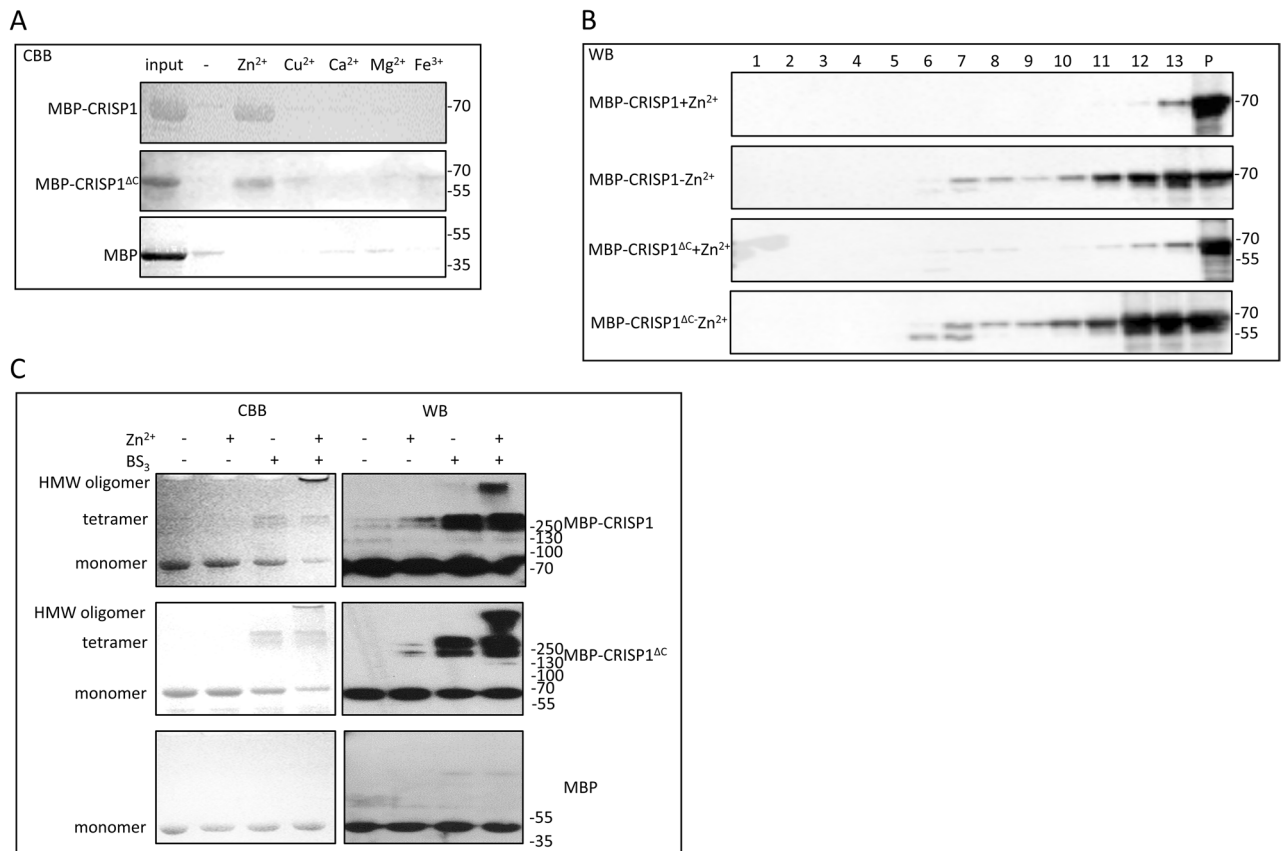 A
CBB
input - Zn²⁺ Cu²⁺ Ca²⁺ Mg²⁺ Fe³⁺
MBP-CRISP1
-70
MBP-CRISP1ΔC
-70
-55
MBP
-55
-35
B
WB
1 2 3 4 5 6 7 8 9 10 11 12 13 P
MBP-CRISP1+Zn²⁺
-70
MBP-CRISP1-Zn²⁺
-70
MBP-CRISP1ΔC+Zn²⁺
-70
-55
MBP-CRISP1ΔC-Zn²⁺
-70
-55
C
CBB WB
Zn²⁺ - + - + - + - +
BS₃ - - + + - - + +
HMW oligomer
tetramer
monomer
-250
-130
-100
-70
MBP-CRISP1
HMW oligomer
tetramer
monomer
-250
-130
-100
-70
-55
MBP-CRISP1ΔC
monomer
MBP
-55
-35